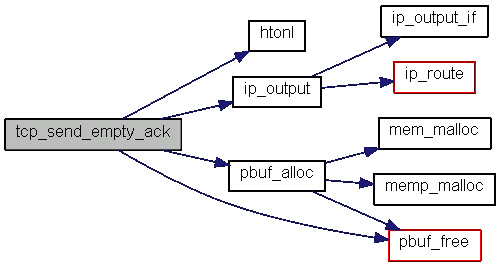 tcp_send_empty_ack
htonl
ip_output
pbuf_alloc
ip_output_if
ip_route
mem_malloc
memp_malloc
pbuf_free